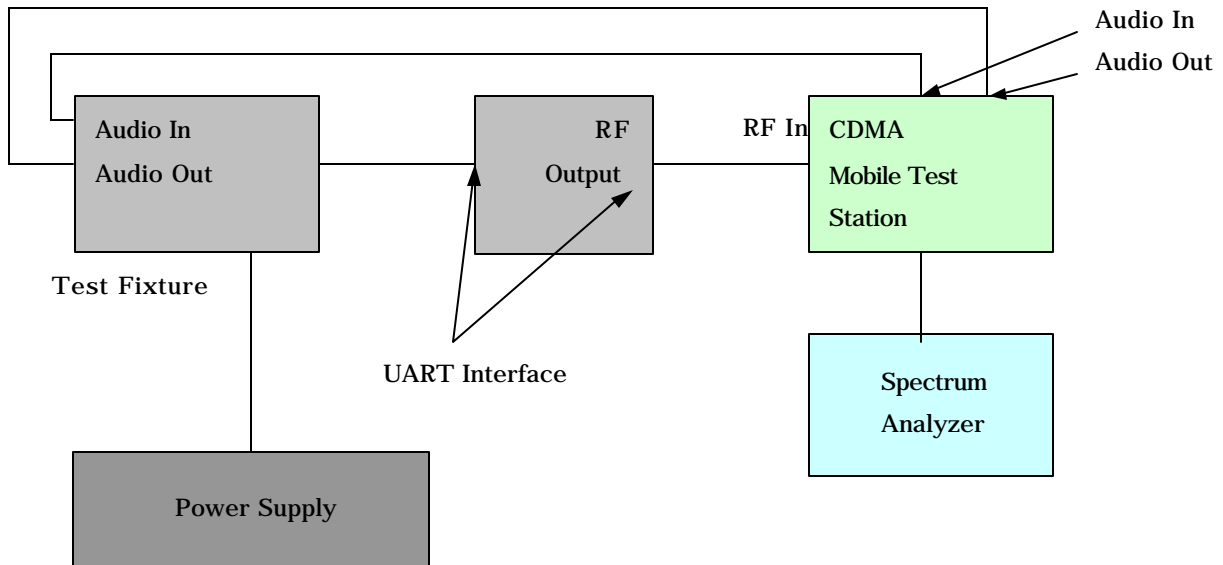 Audio In
Audio Out
Audio In
Audio Out
RF
Output
RF In
CDMA
Mobile Test
Station
Test Fixture
UART Interface
Spectrum
Analyzer
Power Supply